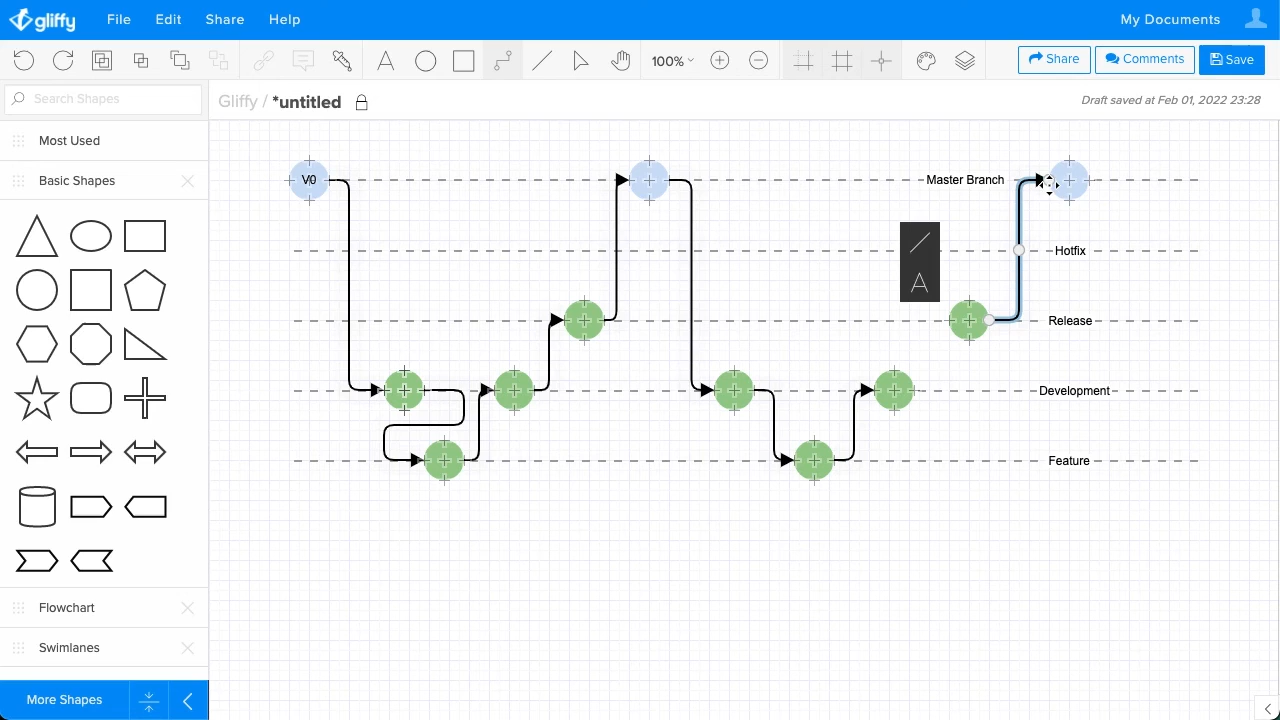 gliffy File Edit Share Help My Documents
A 100% Share Comments Save
Search Shapes
Gliffy / *untitled
Draft saved at Feb 01, 2022 23:28
Most Used
Basic Shapes
V0
Master Branch
Hotfix
A
Release
Development
Feature
Flowchart
Swimlanes
More Shapes